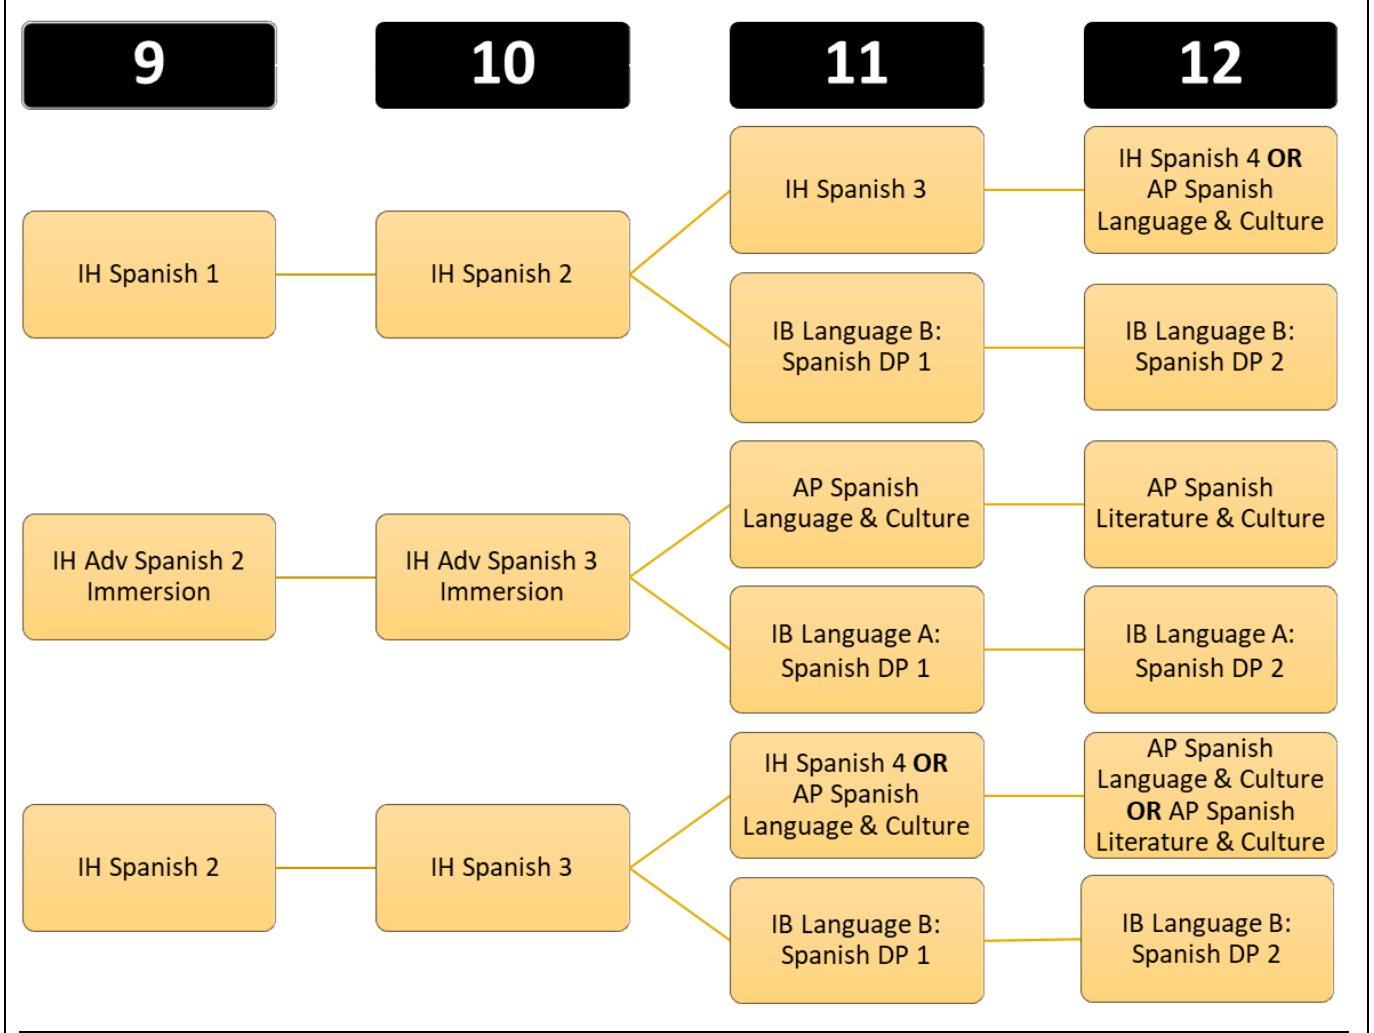 9
10
11
12
IH Spanish 1
IH Spanish 2
IH Spanish 3
IH Spanish 4 OR
AP Spanish
Language & Culture
IB Language B:
Spanish DP 1
IB Language B:
Spanish DP 2
IH Adv Spanish 2
Immersion
IH Adv Spanish 3
Immersion
AP Spanish
Language & Culture
AP Spanish
Literature & Culture
IB Language A:
Spanish DP 1
IB Language A:
Spanish DP 2
IH Spanish 2
IH Spanish 3
IH Spanish 4 OR
AP Spanish
Language & Culture
AP Spanish
Language & Culture
OR AP Spanish
Literature & Culture
IB Language B:
Spanish DP 1
IB Language B:
Spanish DP 2